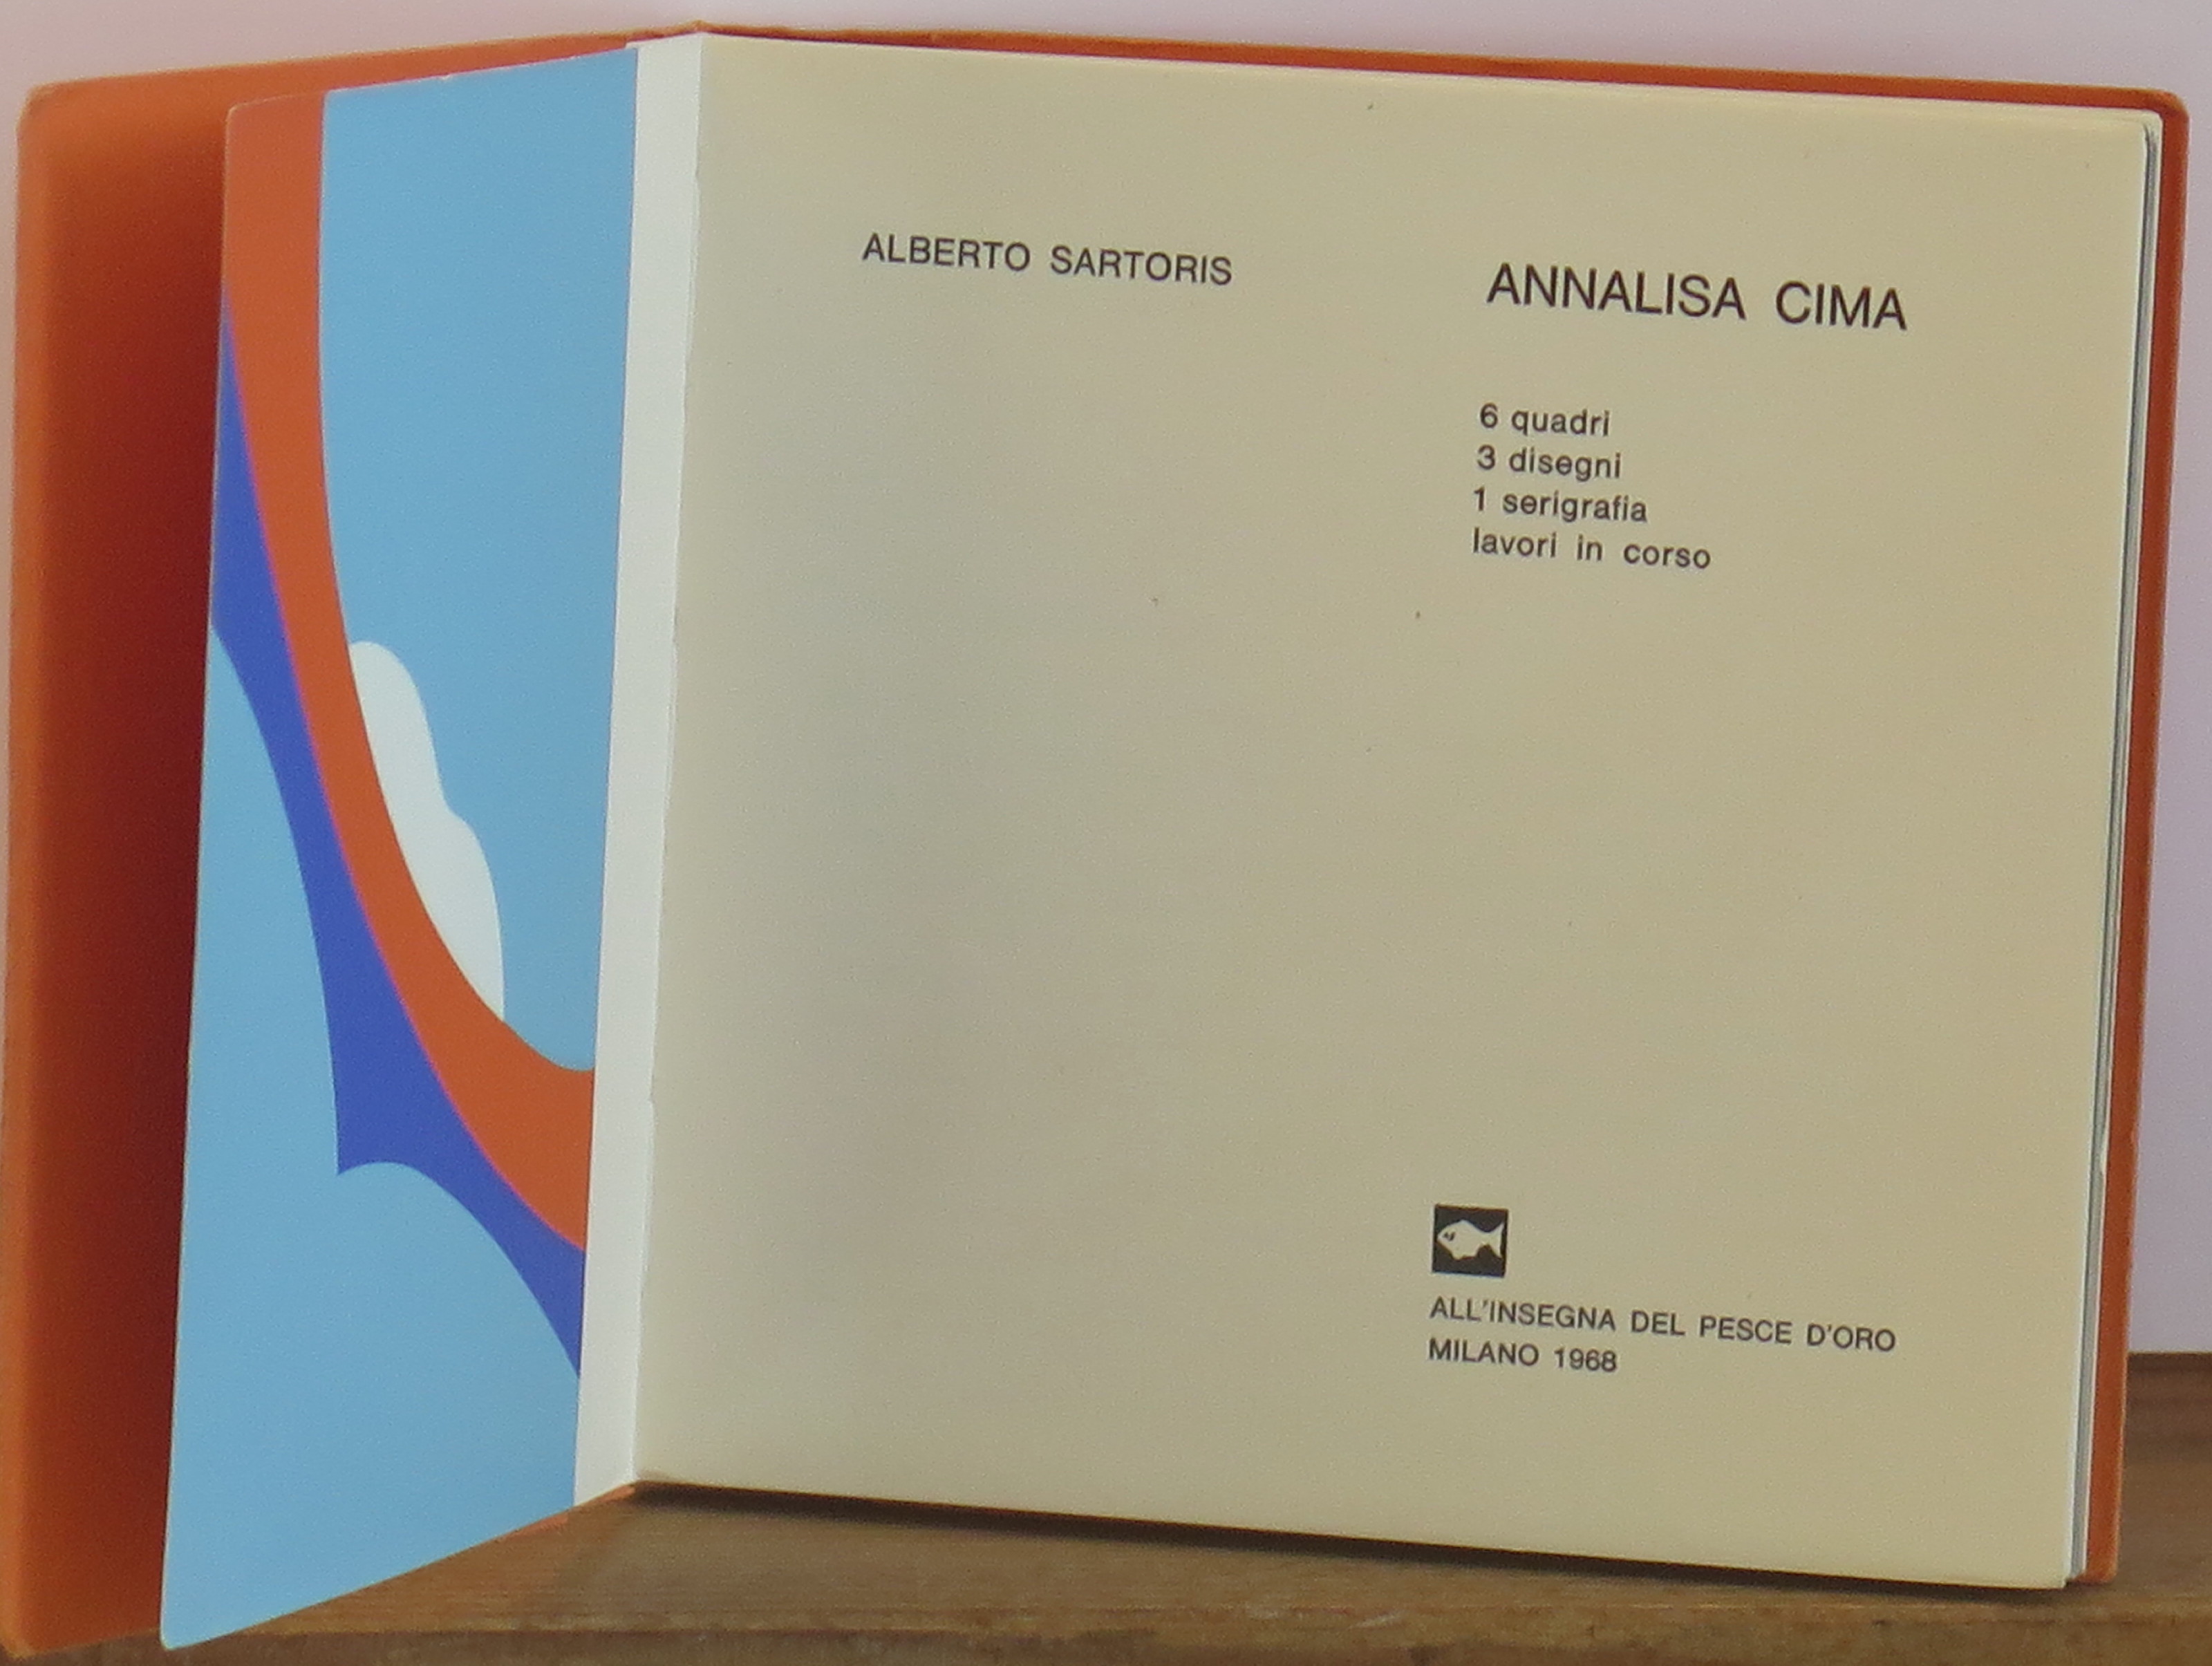 ALBERTO SARTORIS
ANNALISA CIMA
6 quadri
3 disegni
1 serigrafia
lavori in corso
ALL'INSEGNA DEL PESCE D'ORO
MILANO 1968